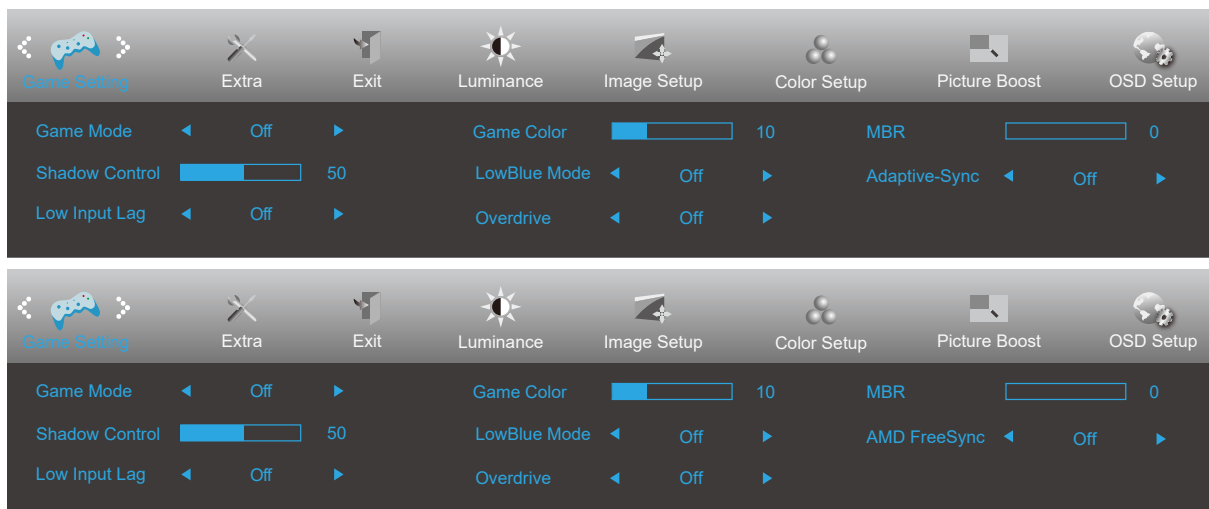 Game Setting Extra Exit Luminance Image Setup Color Setup Picture Boost OSD Setup
Game Mode Off Game Color 10 MBR 0
Shadow Control 50 LowBlue Mode Off Adaptive-Sync Off
Low Input Lag Off Overdrive Off
Game Setting Extra Exit Luminance Image Setup Color Setup Picture Boost OSD Setup
Game Mode Off Game Color 10 MBR 0
Shadow Control 50 LowBlue Mode Off AMD FreeSync Off
Low Input Lag Off Overdrive Off